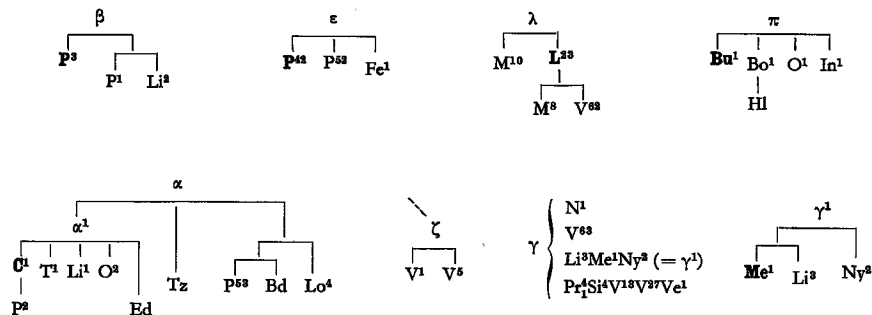 β
P³
P¹ Li²
ε
P⁴² P⁵² Fe¹
λ
M¹⁰ L²³
M⁸ V⁶²
π
Bu¹ Bo¹ O¹ In¹
Hl
α
α¹
C¹ T¹ Li¹ O² Tz P⁵³ Bd Lo⁴
P² Ed
ζ
V¹ V⁵
γ
N¹
V⁶³
Li³Me¹Ny² (= γ¹)
Pr⁴₁Si⁴V¹³V²⁷Ve¹
γ¹
Me¹ Li³ Ny²